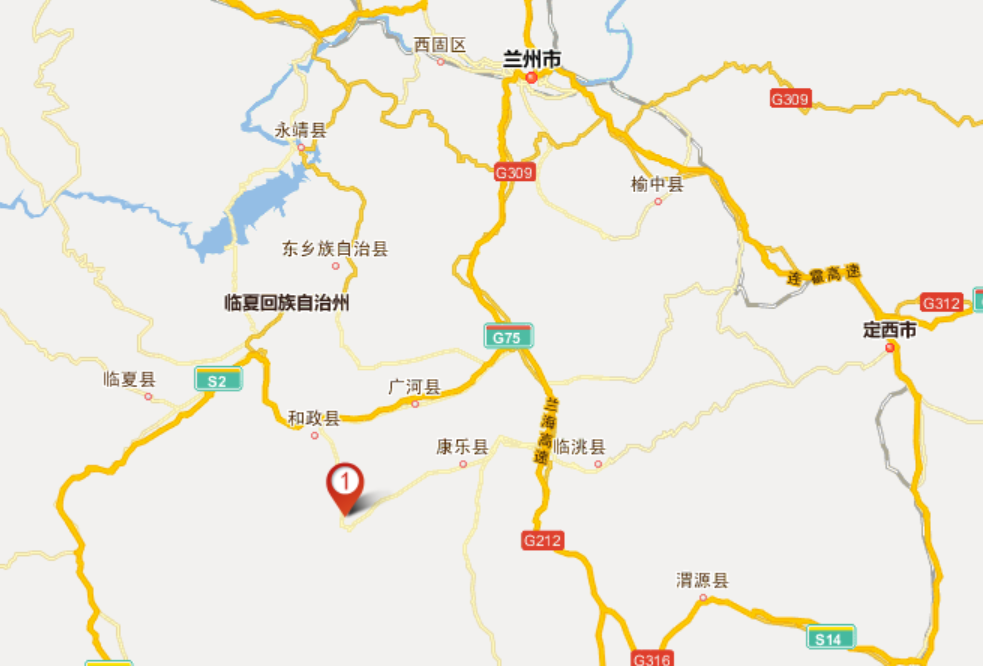 西固区
兰州市
G309
永靖县
G309
榆中县
东乡族自治县
连霍高速
临夏回族自治州
G312
定西市
G75
临夏县
S2
广河县
和政县
兰海高速
康乐县
临洮县
1
G212
渭源县
S14
G316